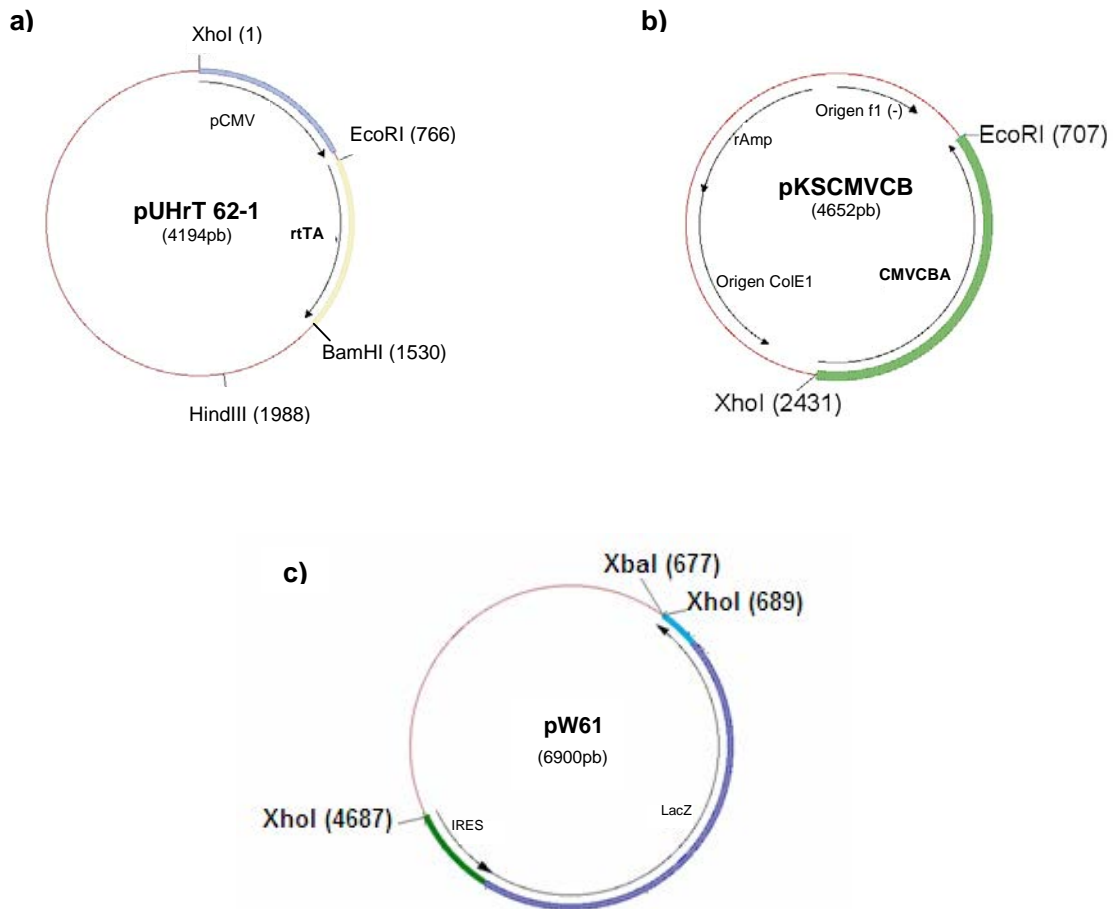 a)
XhoI (1)
pCMV
EcoRI (766)
pUHrT 62-1
(4194pb)
rtTA
BamHI (1530)
HindIII (1988)
b)
Origen f1 (-)
rAmp
EcoRI (707)
pKSCMVCB
(4652pb)
CMVCBA
Origen ColE1
XhoI (2431)
c)
XbaI (677)
XhoI (689)
pW61
(6900pb)
XhoI (4687)
IRES
LacZ